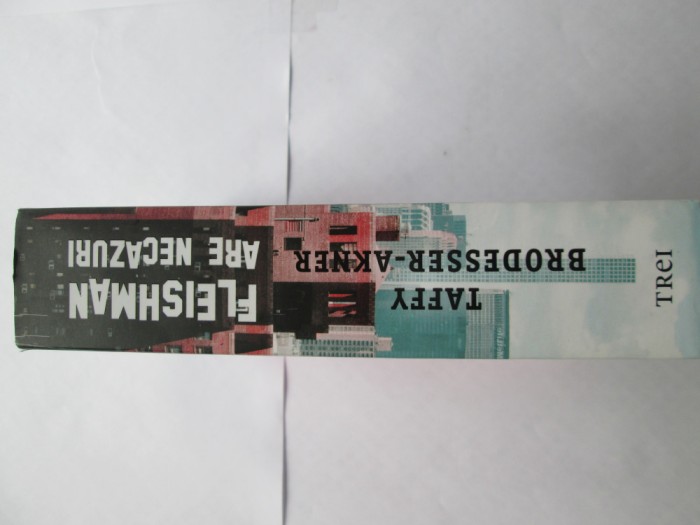 FLEISHMAN
ARE NECAZURI
TAFFY
BRODESSER-AKNER
TREI